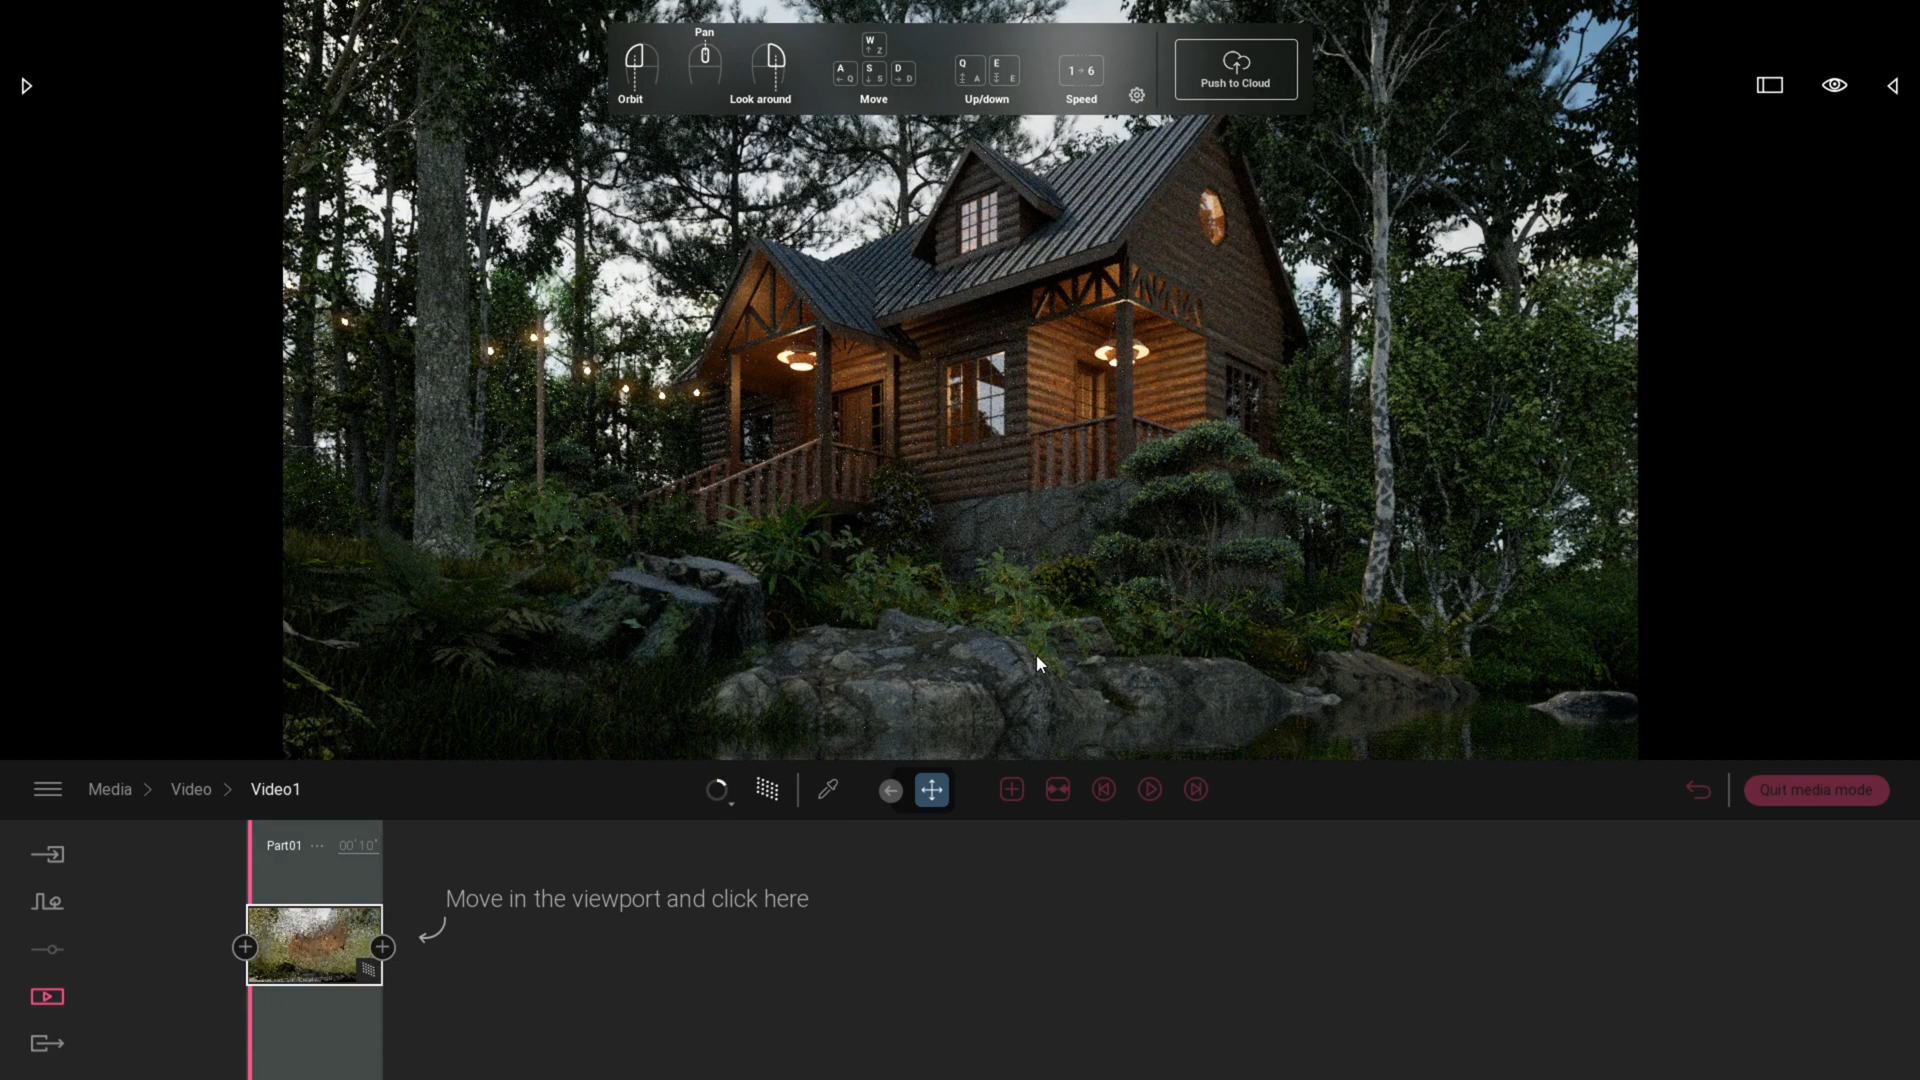 Pan
W
↑ Z
A
← Q
S
↓ S
D
→ D
Q
A
E
E
1 → 6
Orbit
Look around
Move
Up/down
Speed
Push to Cloud
Media
Video
Video1
Quit media mode
Part01 ··· 00'10"
Move in the viewport and click here